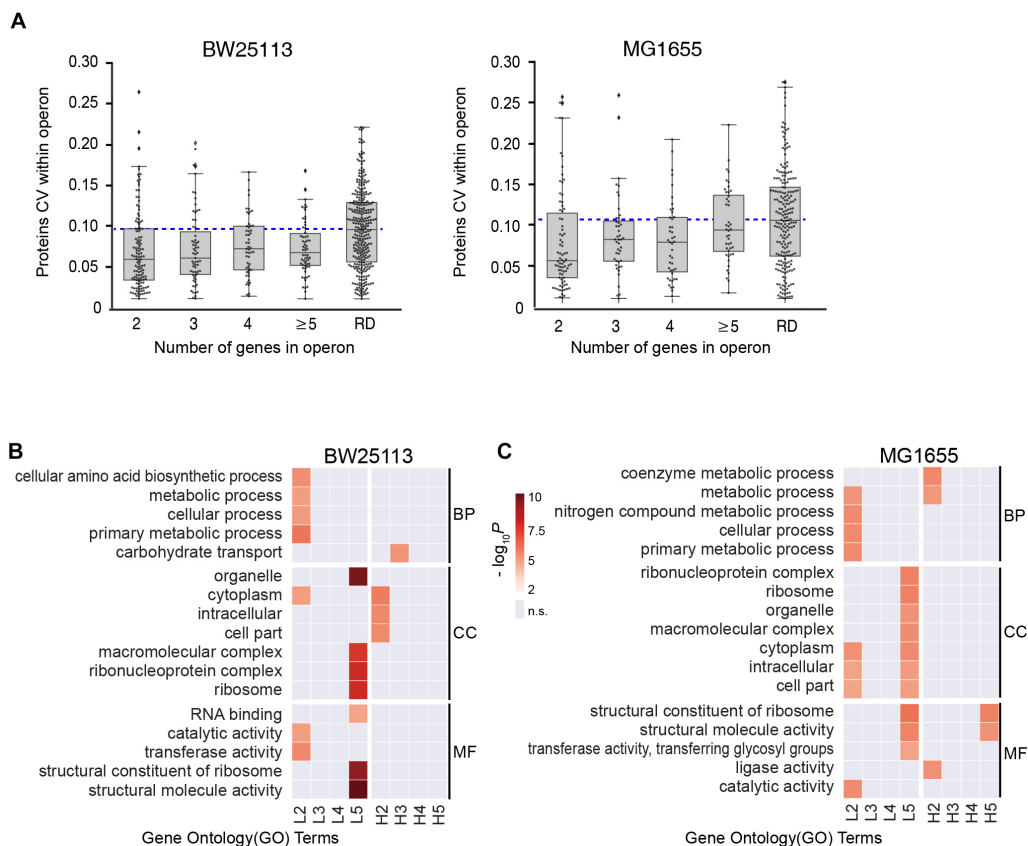 A
BW25113
Proteins CV within operon
0.30
0.25
0.20
0.15
0.10
0.05
0
2 3 4 ≥5 RD
Number of genes in operon
MG1655
Proteins CV within operon
0.30
0.25
0.20
0.15
0.10
0.05
0
2 3 4 ≥5 RD
Number of genes in operon
B
BW25113
cellular amino acid biosynthetic process
metabolic process
cellular process
primary metabolic process
carbohydrate transport
BP
organelle
cytoplasm
intracellular
cell part
macromolecular complex
ribonucleoprotein complex
ribosome
CC
RNA binding
catalytic activity
transferase activity
structural constituent of ribosome
structural molecule activity
MF
L2 L3 L4 L5 H2 H3 H4 H5
Gene Ontology(GO) Terms
10
7.5
5
2
n.s.
- log10P
C
MG1655
coenzyme metabolic process
metabolic process
nitrogen compound metabolic process
cellular process
primary metabolic process
BP
ribonucleoprotein complex
ribosome
organelle
macromolecular complex
cytoplasm
intracellular
cell part
CC
structural constituent of ribosome
structural molecule activity
transferase activity, transferring glycosyl groups
ligase activity
catalytic activity
MF
L2 L3 L4 L5 H2 H3 H4 H5
Gene Ontology(GO) Terms